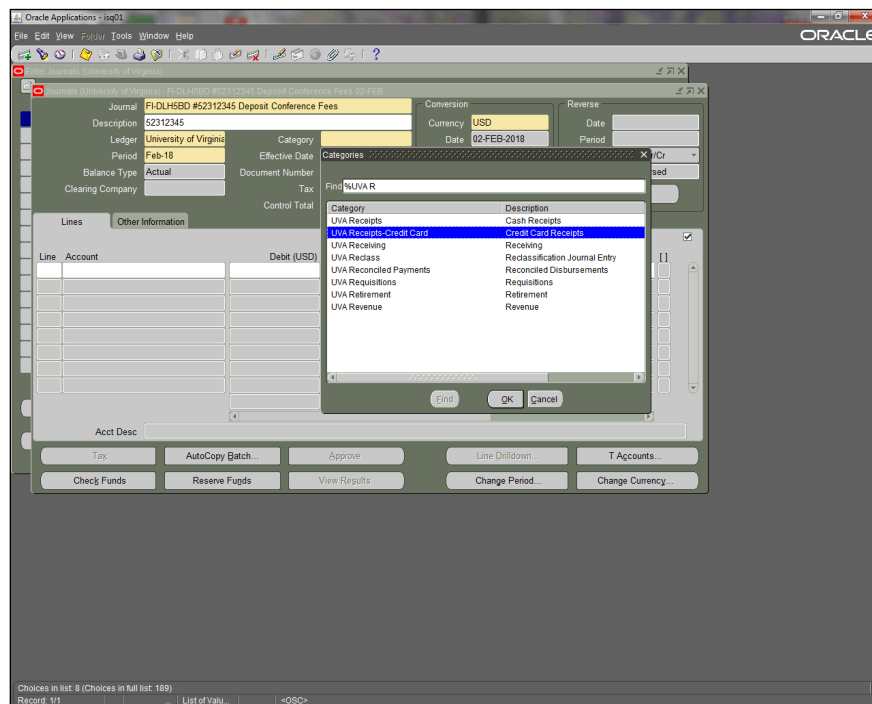 Oracle Applications - isq01
File Edit View Folder Tools Window Help
ORACLE
Enter Journals (University of Virginia)
Journals (University of Virginia) - FI-DLH5BD #52312345 Deposit Conference Fees 02-FEB
Journal FI-DLH5BD #52312345 Deposit Conference Fees
Description 52312345
Ledger University of Virginia
Category
Period Feb-18
Effective Date
Balance Type Actual
Document Number
Clearing Company
Tax
Control Total
Conversion
Currency USD
Date 02-FEB-2018
Reverse
Date
Period
r/Cr
rsed
Categories
Find %UVA R
Category Description
UVA Receipts Cash Receipts
UVA Receipts-Credit Card Credit Card Receipts
UVA Receiving Receiving
UVA Reclass Reclassification Journal Entry
UVA Reconciled Payments Reconciled Disbursements
UVA Requisitions Requisitions
UVA Retirement Retirement
UVA Revenue Revenue
Find OK Cancel
Lines Other Information
Line Account Debit (USD) [ ]
Acct Desc
Tax AutoCopy Batch... Approve Line Drilldown... T Accounts...
Check Funds Reserve Funds View Results Change Period... Change Currency...
Choices in list: 8 (Choices in full list: 189)
Record: 1/1 ... List of Valu... <OSC>